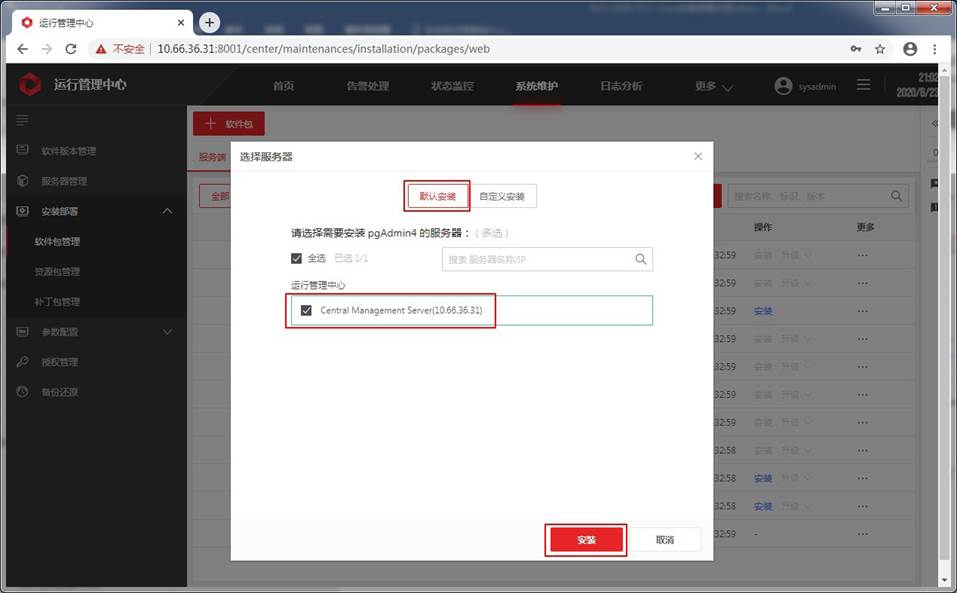 运行管理中心
不安全 10.66.36.31:8001/center/maintenances/installation/packages/web
运行管理中心 首页 告警处理 状态监控 系统维护 日志分析 更多 sysadmin 21:02
2020/6/23
软件版本管理
服务器管理
安装部署
软件包管理
资源包管理
补丁包管理
参数配置
授权管理
备份还原
软件包
服务端
全部
搜索名称、标识、版本
操作 更多
选择服务器
默认安装 自定义安装
请选择需要安装 pgAdmin4 的服务器：（多选）
全选 已选 1/1 搜索 服务器名称/IP
运行管理中心
Central Management Server(10.66.36.31)
安装 取消
32:59 安装 升级
32:59 安装 升级
32:59 安装
32:59 安装 升级
32:59 安装 升级
32:59 安装 升级
32:59 安装 升级
32:58 安装 升级
32:58 安装 升级
32:58 安装 升级
32:59 -